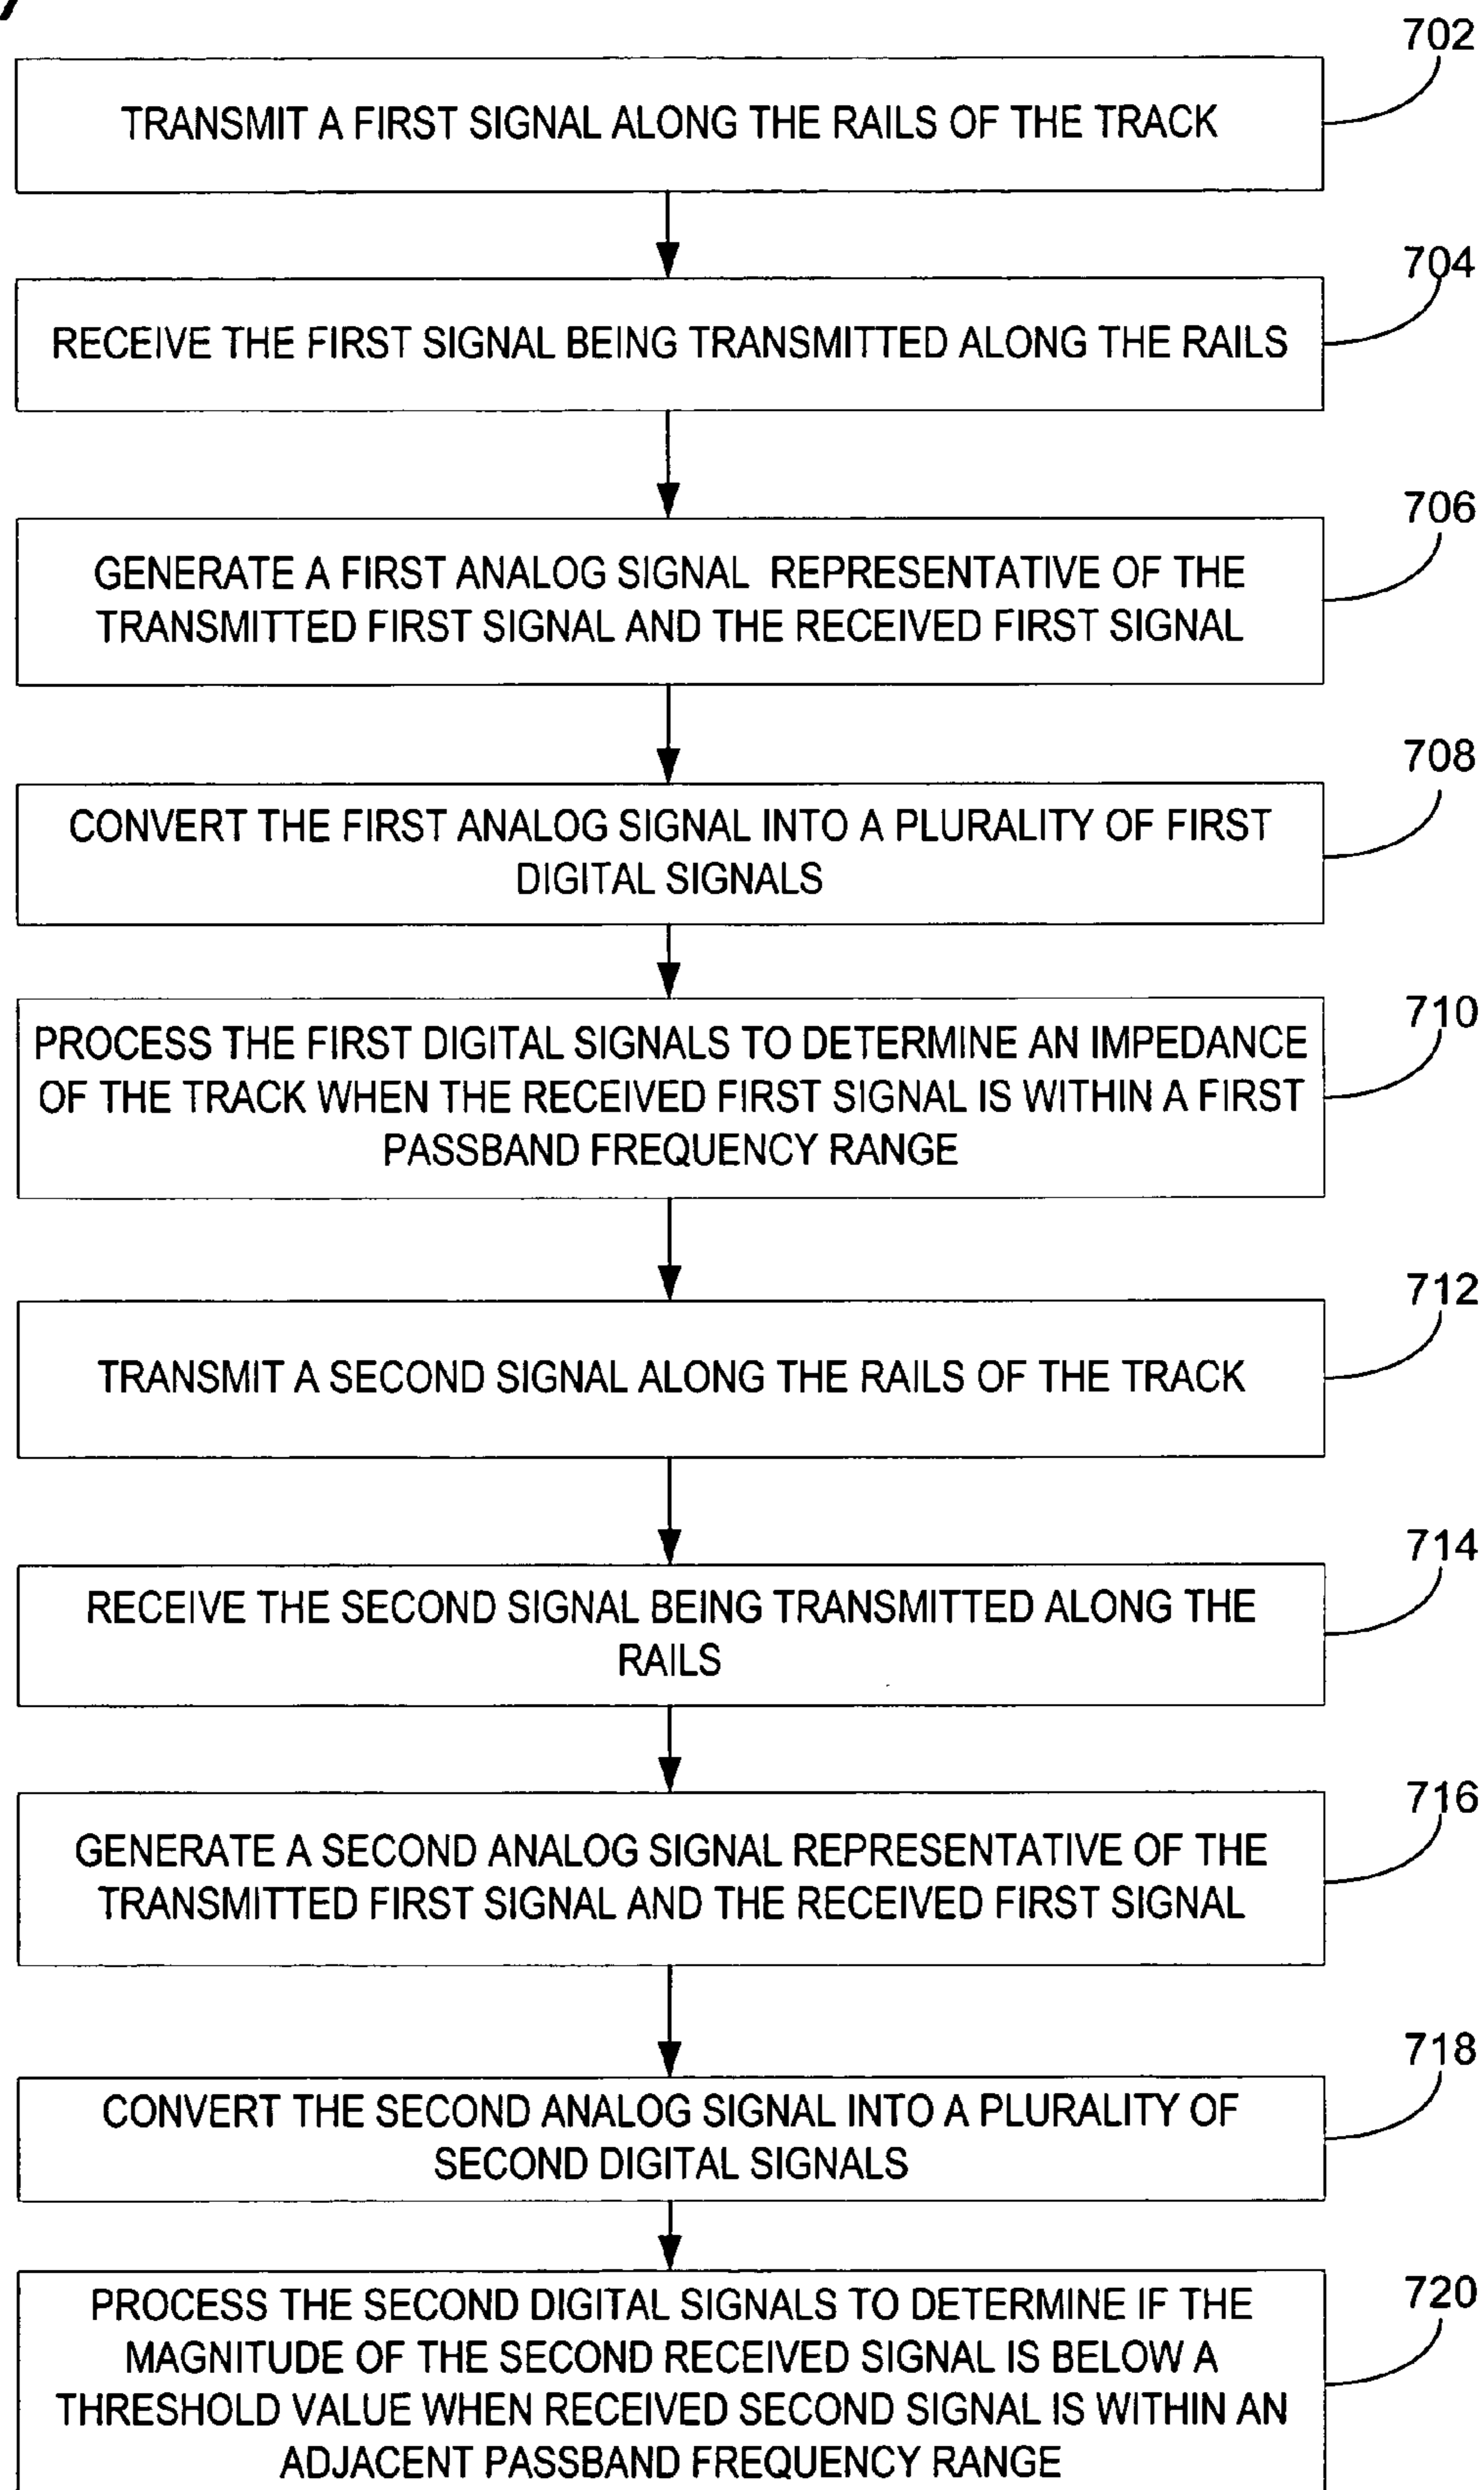 702
TRANSMIT A FIRST SIGNAL ALONG THE RAILS OF THE TRACK
704
RECEIVE THE FIRST SIGNAL BEING TRANSMITTED ALONG THE RAILS
706
GENERATE A FIRST ANALOG SIGNAL REPRESENTATIVE OF THE
TRANSMITTED FIRST SIGNAL AND THE RECEIVED FIRST SIGNAL
708
CONVERT THE FIRST ANALOG SIGNAL INTO A PLURALITY OF FIRST
DIGITAL SIGNALS
710
PROCESS THE FIRST DIGITAL SIGNALS TO DETERMINE AN IMPEDANCE
OF THE TRACK WHEN THE RECEIVED FIRST SIGNAL IS WITHIN A FIRST
PASSBAND FREQUENCY RANGE
712
TRANSMIT A SECOND SIGNAL ALONG THE RAILS OF THE TRACK
714
RECEIVE THE SECOND SIGNAL BEING TRANSMITTED ALONG THE
RAILS
716
GENERATE A SECOND ANALOG SIGNAL REPRESENTATIVE OF THE
TRANSMITTED FIRST SIGNAL AND THE RECEIVED FIRST SIGNAL
718
CONVERT THE SECOND ANALOG SIGNAL INTO A PLURALITY OF
SECOND DIGITAL SIGNALS
720
PROCESS THE SECOND DIGITAL SIGNALS TO DETERMINE IF THE
MAGNITUDE OF THE SECOND RECEIVED SIGNAL IS BELOW A
THRESHOLD VALUE WHEN RECEIVED SECOND SIGNAL IS WITHIN AN
ADJACENT PASSBAND FREQUENCY RANGE